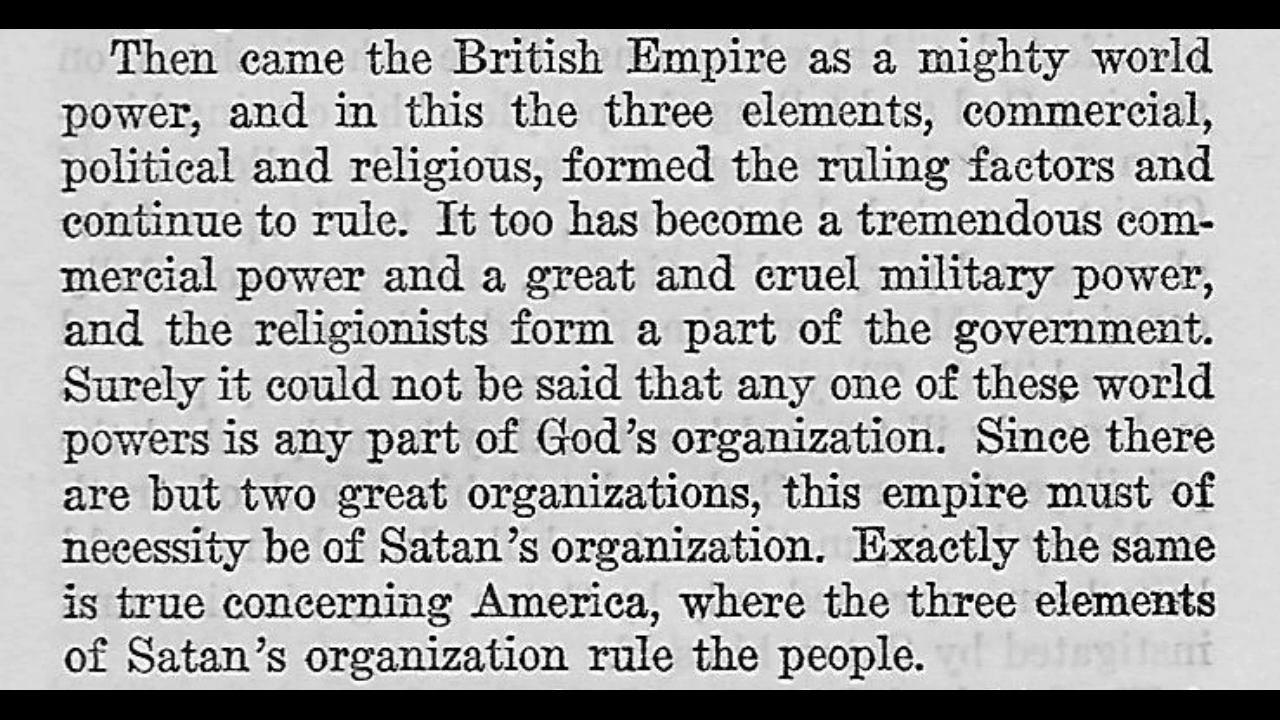 Then came the British Empire as a mighty world
power, and in this the three elements, commercial,
political and religious, formed the ruling factors and
continue to rule. It too has become a tremendous com-
mercial power and a great and cruel military power,
and the religionists form a part of the government.
Surely it could not be said that any one of these world
powers is any part of God's organization. Since there
are but two great organizations, this empire must of
necessity be of Satan's organization. Exactly the same
is true concerning America, where the three elements
of Satan's organization rule the people.